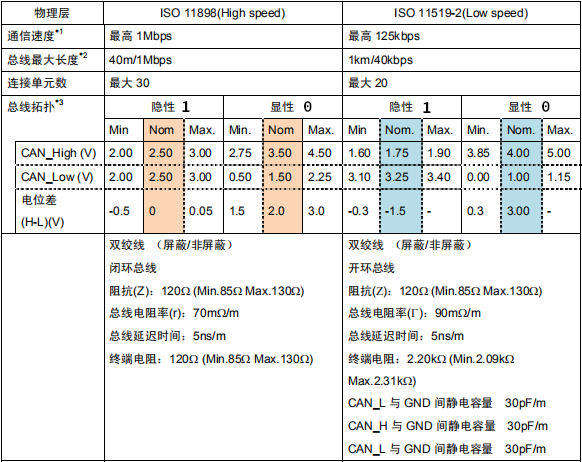 物理层 ISO 11898(High speed) ISO 11519-2(Low speed)
通信速度*1 最高 1Mbps 最高 125kbps
总线最大长度*2 40m/1Mbps 1km/40kbps
连接单元数 最大 30 最大 20
总线拓扑*3 隐性 1 显性 0 隐性 1 显性 0
Min Nom Max. Min. Nom Max. Min Nom. Max. Min. Nom. Max.
CAN_High (V) 2.00 2.50 3.00 2.75 3.50 4.50 1.60 1.75 1.90 3.85 4.00 5.00
CAN_Low (V) 2.00 2.50 3.00 0.50 1.50 2.25 3.10 3.25 3.40 0.00 1.00 1.15
电位差
(H-L)(V) -0.5 0 0.05 1.5 2.0 3.0 -0.3 -1.5 - 0.3 3.00 -
双绞线 (屏蔽/非屏蔽)
闭环总线
阻抗(Z): 120Ω (Min.85Ω Max.130Ω)
总线电阻率(r): 70mΩ/m
总线延迟时间: 5ns/m
终端电阻: 120Ω (Min.85Ω Max.130Ω)
双绞线 (屏蔽/非屏蔽)
开环总线
阻抗(Z): 120Ω (Min.85Ω Max.130Ω)
总线电阻率(Γ): 90mΩ/m
总线延迟时间: 5ns/m
终端电阻: 2.20kΩ (Min.2.09kΩ
Max.2.31kΩ)
CAN_L 与 GND 间静电容量 30pF/m
CAN_H 与 GND 间静电容量 30pF/m
CAN_L 与 GND 间静电容量 30pF/m